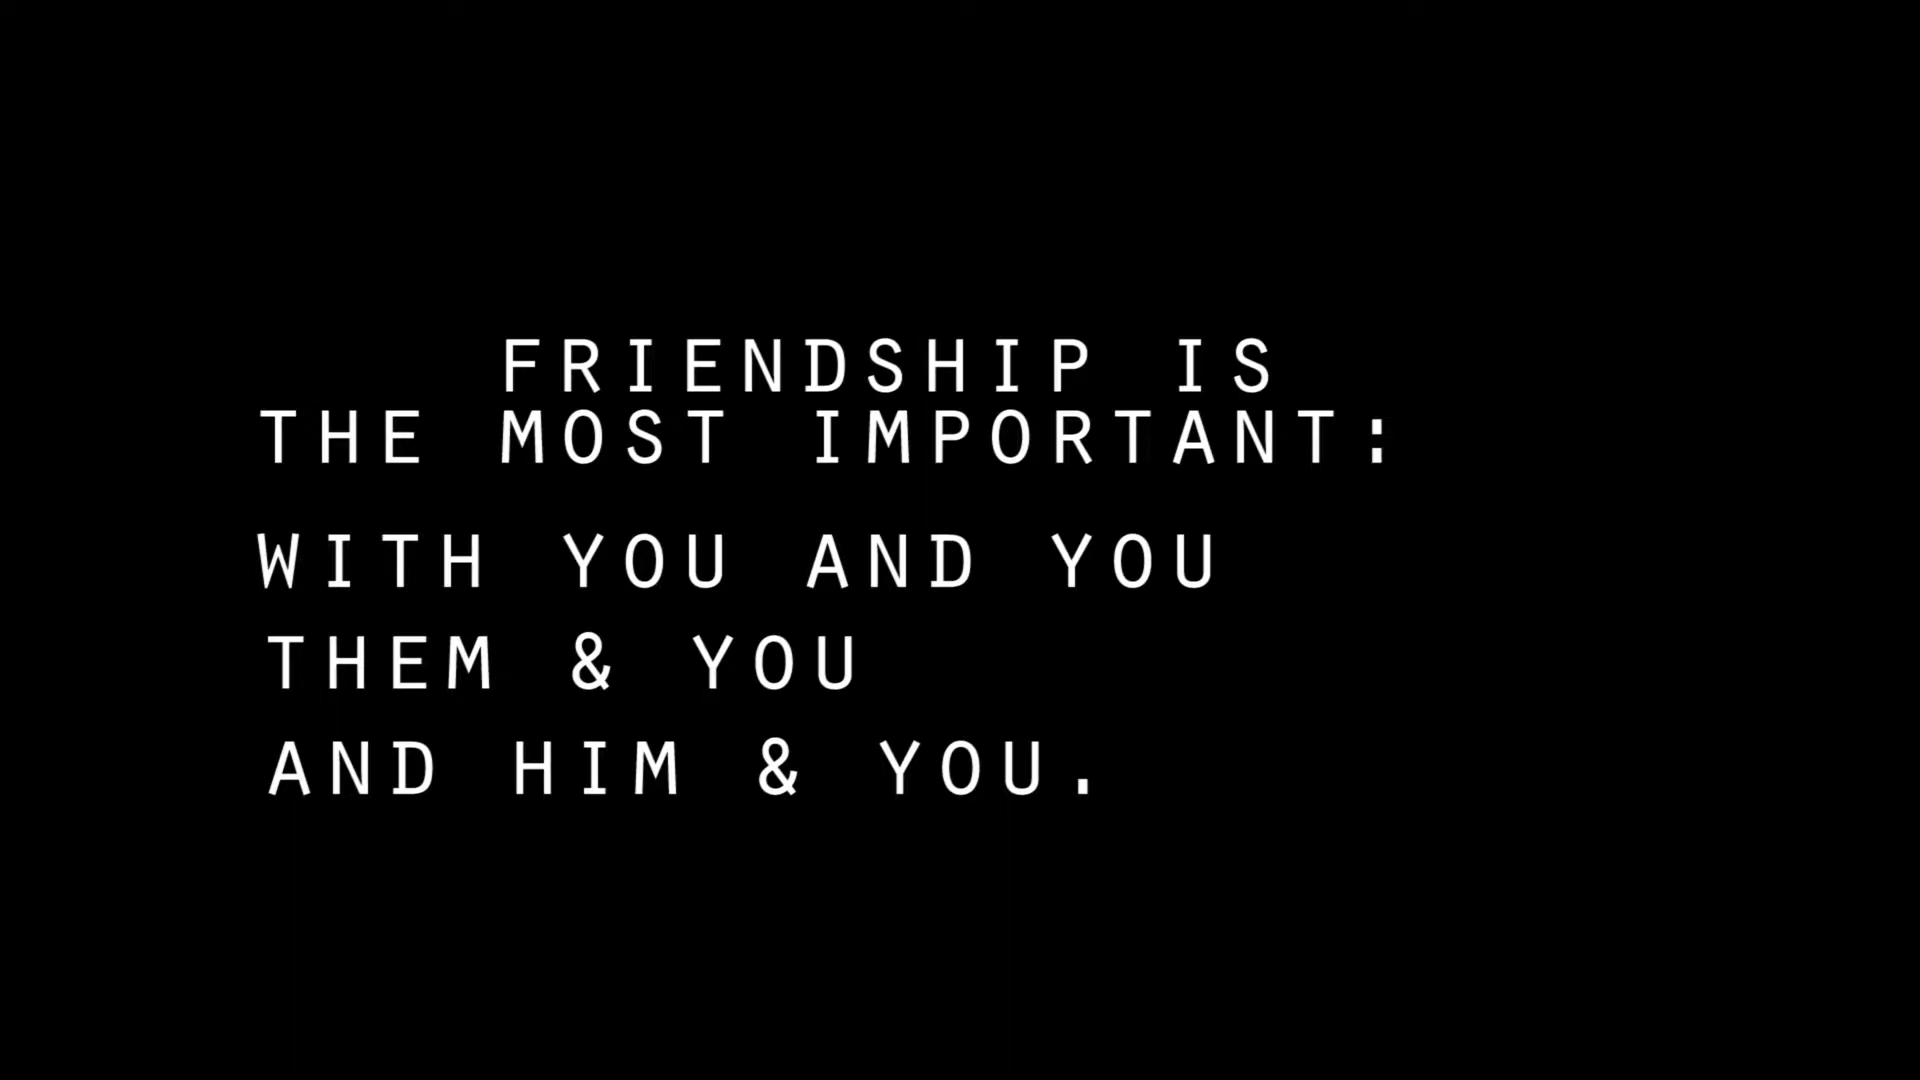 FRIENDSHIP IS
THE MOST IMPORTANT:
WITH YOU AND YOU
THEM & YOU
AND HIM & YOU.